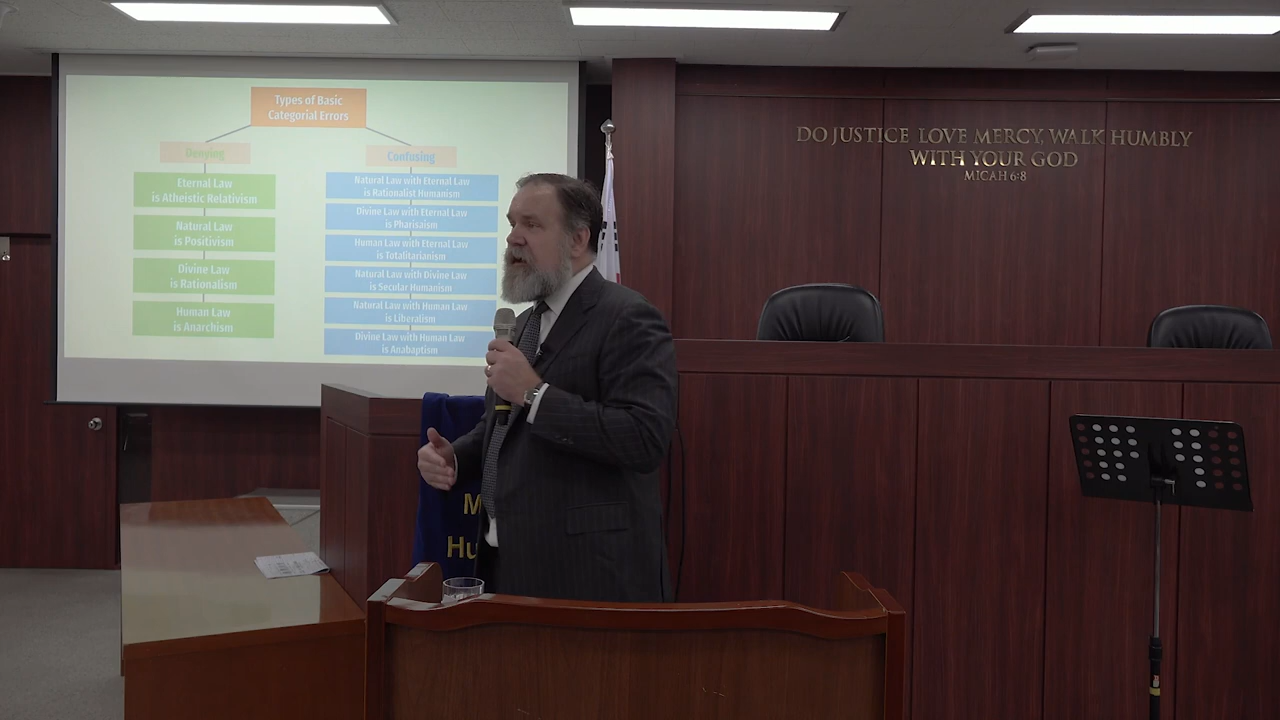 Types of Basic
Categorial Errors
Denying
Eternal Law
is Atheistic Relativism
Natural Law
is Positivism
Divine Law
is Rationalism
Human Law
is Anarchism
Confusing
Natural Law with Eternal Law
is Rationalist Humanism
Divine Law with Eternal Law
is Pharisaism
Human Law with Eternal Law
is Totalitarianism
Natural Law with Divine Law
is Secular Humanism
Natural Law with Human Law
is Liberalism
Divine Law with Human Law
is Anabaptism
DO JUSTICE LOVE MERCY, WALK HUMBLY
WITH YOUR GOD
MICAH 6:8
M
Hu